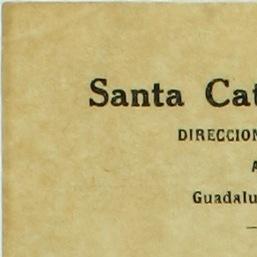 Santa Cat
DIRECCION
A
Guadalu